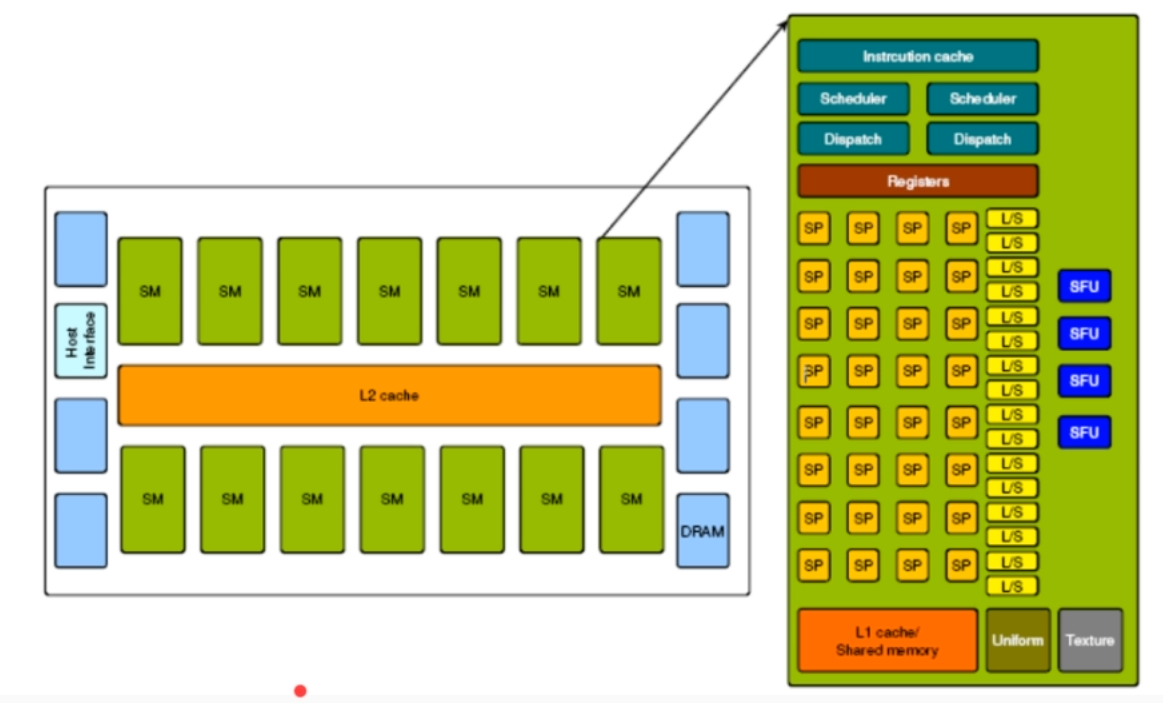 Instrcution cache
Scheduler
Scheduler
Dispatch
Dispatch
Registers
SP SP SP SP L/S
L/S
SP SP SP SP L/S
L/S
SP SP SP SP L/S
L/S
SP SP SP SP L/S
L/S
SP SP SP SP L/S
L/S
SP SP SP SP L/S
L/S
SP SP SP SP L/S
L/S
SP SP SP SP L/S
L/S
SFU
SFU
SFU
SFU
L1 cache/
Shared memory
Uniform
Texture
SM SM SM SM SM SM SM
Host
Interface
L2 cache
SM SM SM SM SM SM SM
DRAM